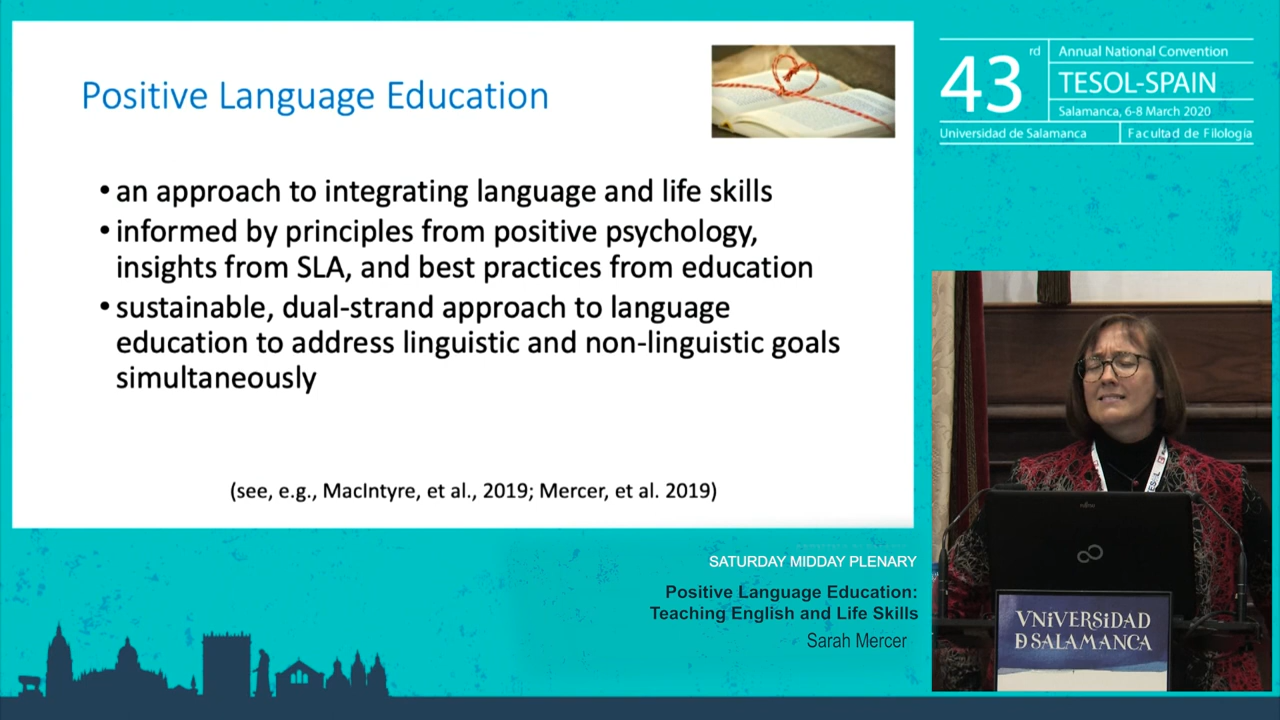 Positive Language Education
• an approach to integrating language and life skills
• informed by principles from positive psychology,
insights from SLA, and best practices from education
• sustainable, dual-strand approach to language
education to address linguistic and non-linguistic goals
simultaneously
(see, e.g., MacIntyre, et al., 2019; Mercer, et al. 2019)
43rd
Annual National Convention
TESOL-SPAIN
Salamanca, 6-8 March 2020
Universidad de Salamanca
Facultad de Filología
SATURDAY MIDDAY PLENARY
Positive Language Education:
Teaching English and Life Skills
Sarah Mercer
FUJITSU
VNiVERSiDAD
D SALAMANCA